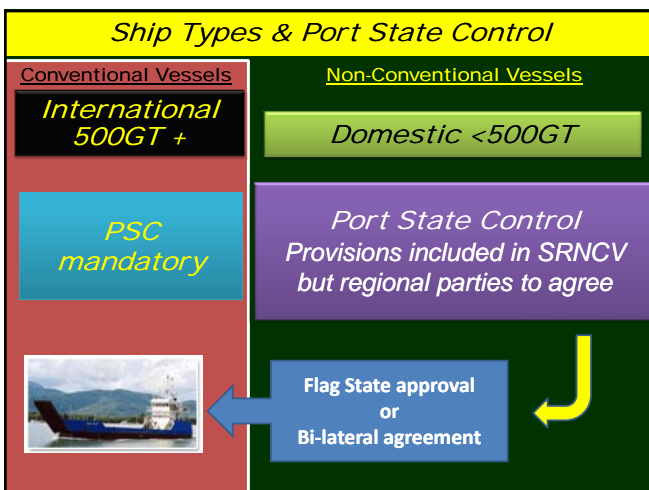 Ship Types & Port State Control
Conventional Vessels
International
500GT +
PSC
mandatory
Non-Conventional Vessels
Domestic <500GT
Port State Control
Provisions included in SRNCV
but regional parties to agree
Flag State approval
or
Bi-lateral agreement